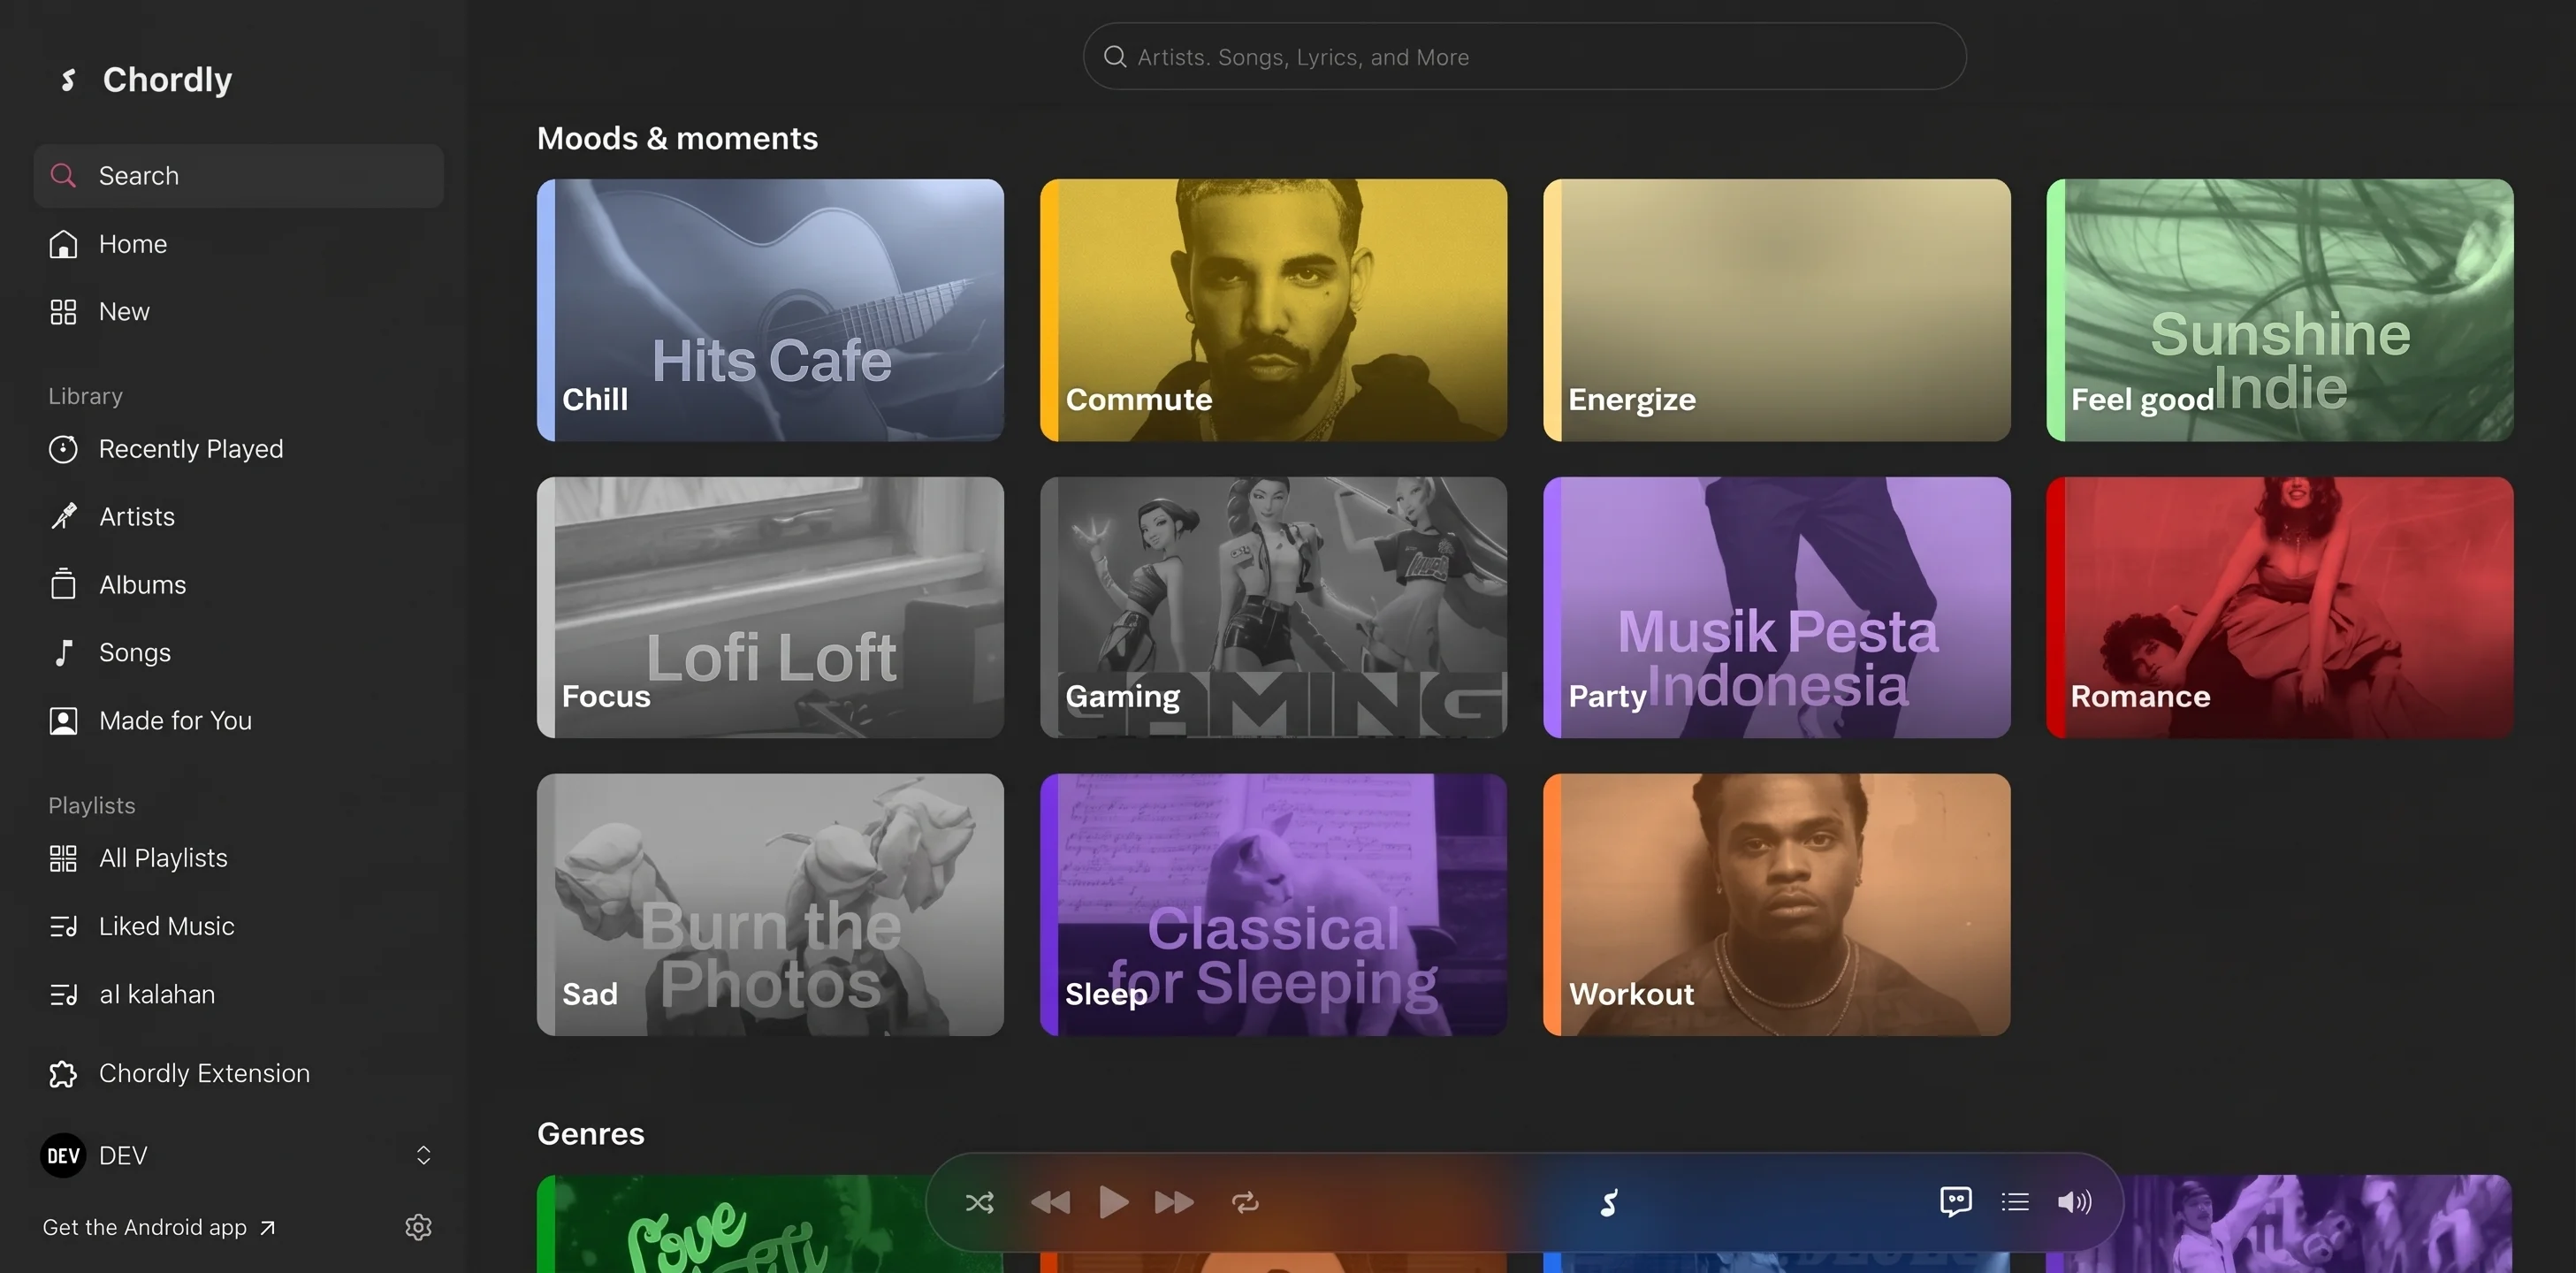 Chordly
Search
Home
New
Library
Recently Played
Artists
Albums
Songs
Made for You
Playlists
All Playlists
Liked Music
al kalahan
Chordly Extension
DEV DEV
Get the Android app
Artists. Songs, Lyrics, and More
Moods & moments
Hits Cafe
Chill
Commute
Energize
Sunshine
Indie
Feel good
Lofi Loft
Focus
GAMING
Gaming
Musik Pesta
Indonesia
Party
Romance
Burn the
Photos
Sad
Classical
for Sleeping
Sleep
Workout
Genres
Love